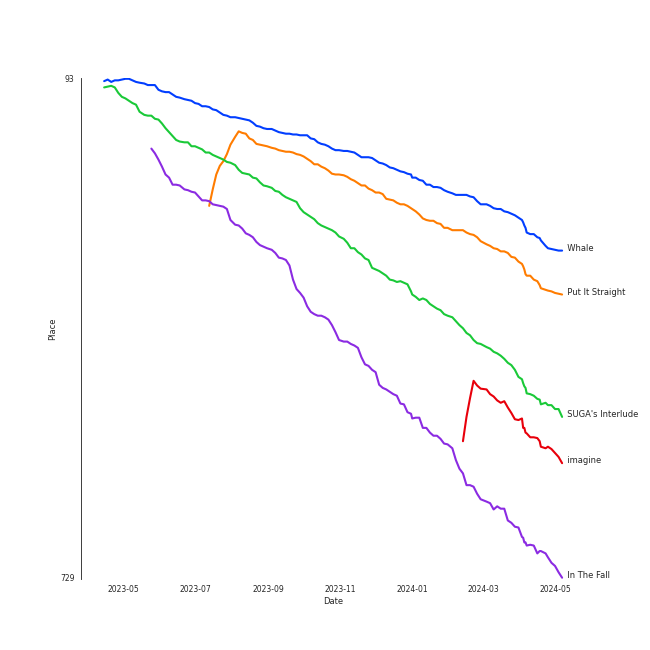 93
Whale
Put It Straight
Place
SUGA's Interlude
imagine
In The Fall
729
2023-05 2023-07 2023-09 2023-11 2024-01 2024-03 2024-05
Date